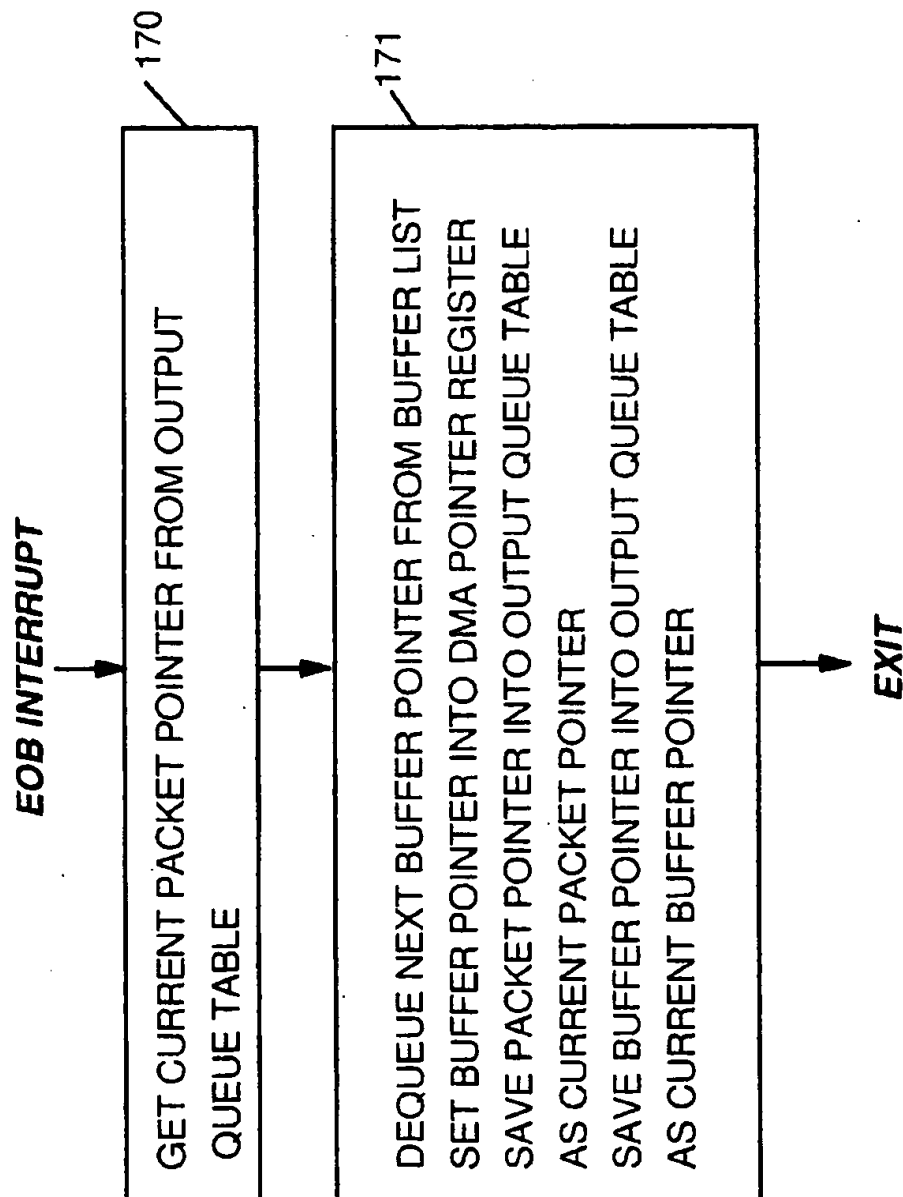 EOB INTERRUPT
170
GET CURRENT PACKET POINTER FROM OUTPUT
QUEUE TABLE
171
DEQUEUE NEXT BUFFER POINTER FROM BUFFER LIST
SET BUFFER POINTER INTO DMA POINTER REGISTER
SAVE PACKET POINTER INTO OUTPUT QUEUE TABLE
AS CURRENT PACKET POINTER
SAVE BUFFER POINTER INTO OUTPUT QUEUE TABLE
AS CURRENT BUFFER POINTER
EXIT